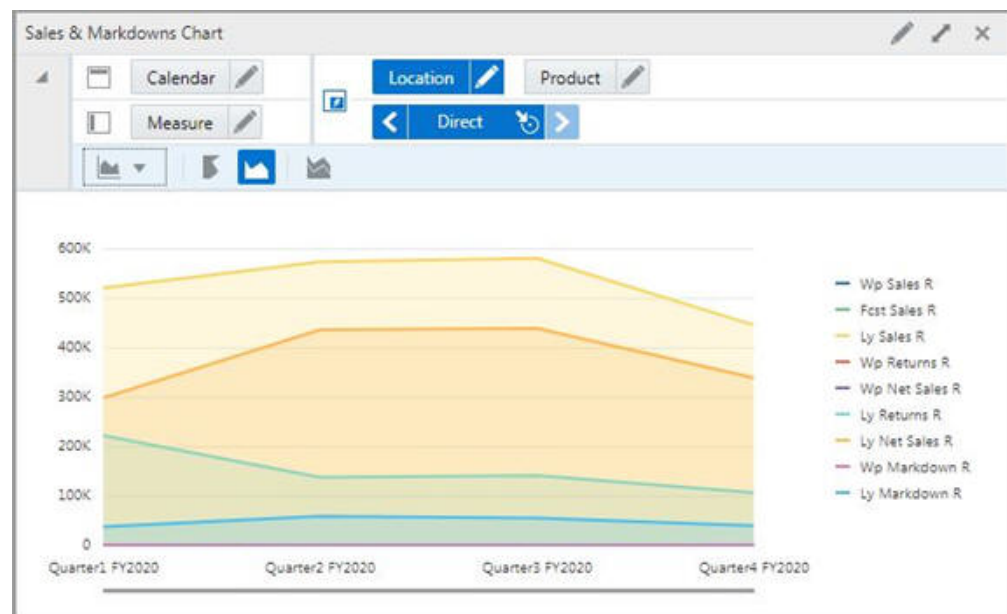 Sales & Markdowns Chart
Calendar
Location
Product
Measure
Direct
600K
500K
400K
300K
200K
100K
0
Quarter1 FY2020
Quarter2 FY2020
Quarter3 FY2020
Quarter4 FY2020
Wp Sales R
Fcst Sales R
Ly Sales R
Wp Returns R
Wp Net Sales R
Ly Returns R
Ly Net Sales R
Wp Markdown R
Ly Markdown R